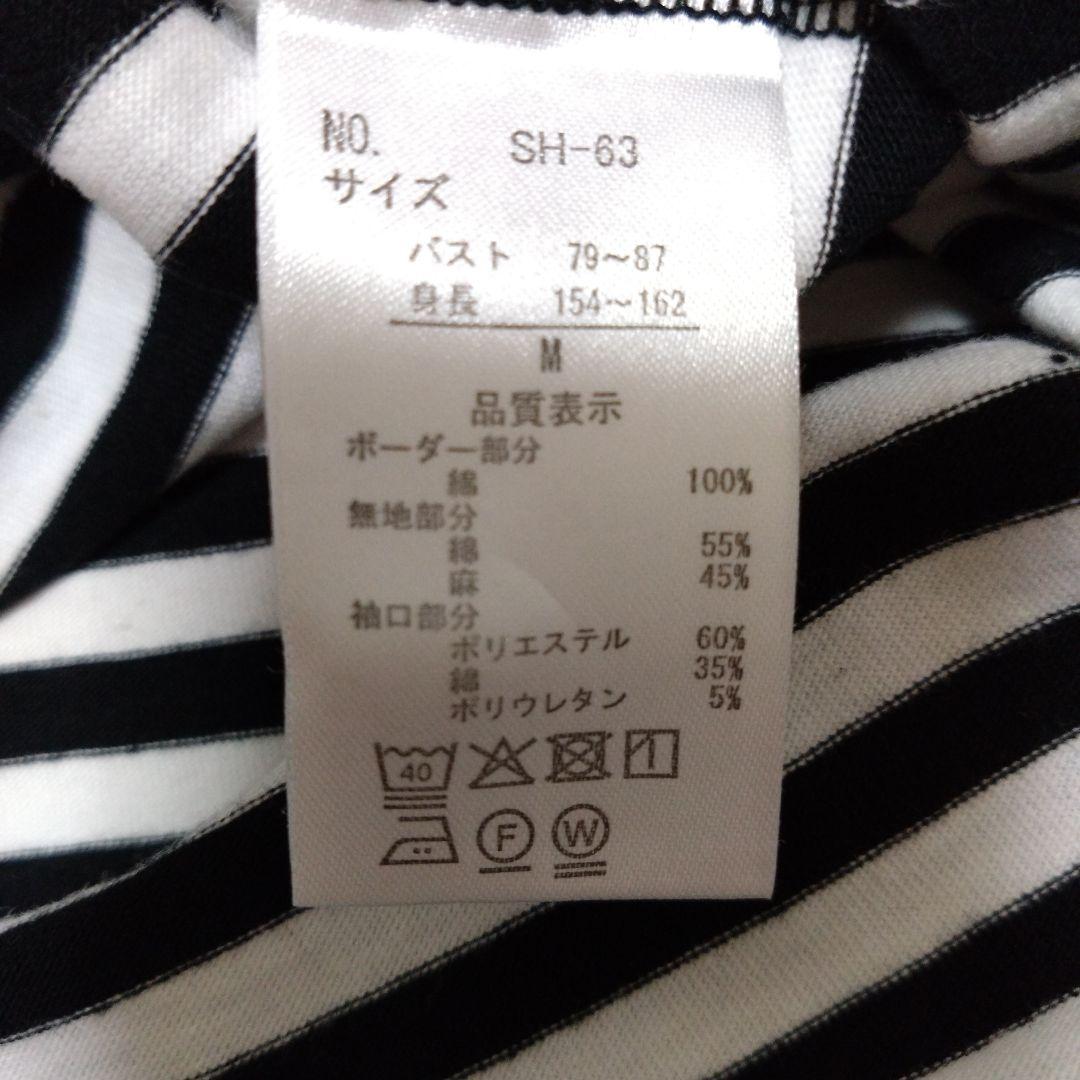 NO. SH-63
サイズ
バスト 79〜87
身長 154〜162
M
品質表示
ボーダー部分
綿 100%
無地部分
綿 55%
麻 45%
袖口部分
ポリエステル 60%
綿 35%
ポリウレタン 5%
40
F W